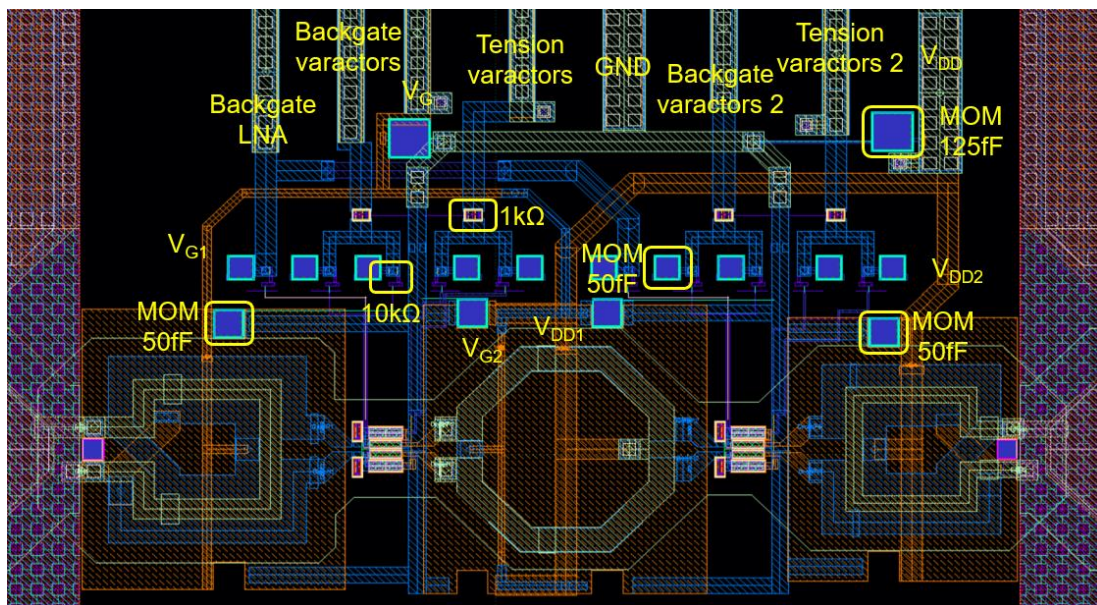 Backgate
varactors
Backgate
LNA
V_G
Tension
varactors
GND
Backgate
varactors 2
Tension
varactors 2
V_DD
MOM
125fF
1kΩ
V_G1
MOM
50fF
10kΩ
MOM
50fF
V_DD2
V_G2
V_DD1
MOM
50fF